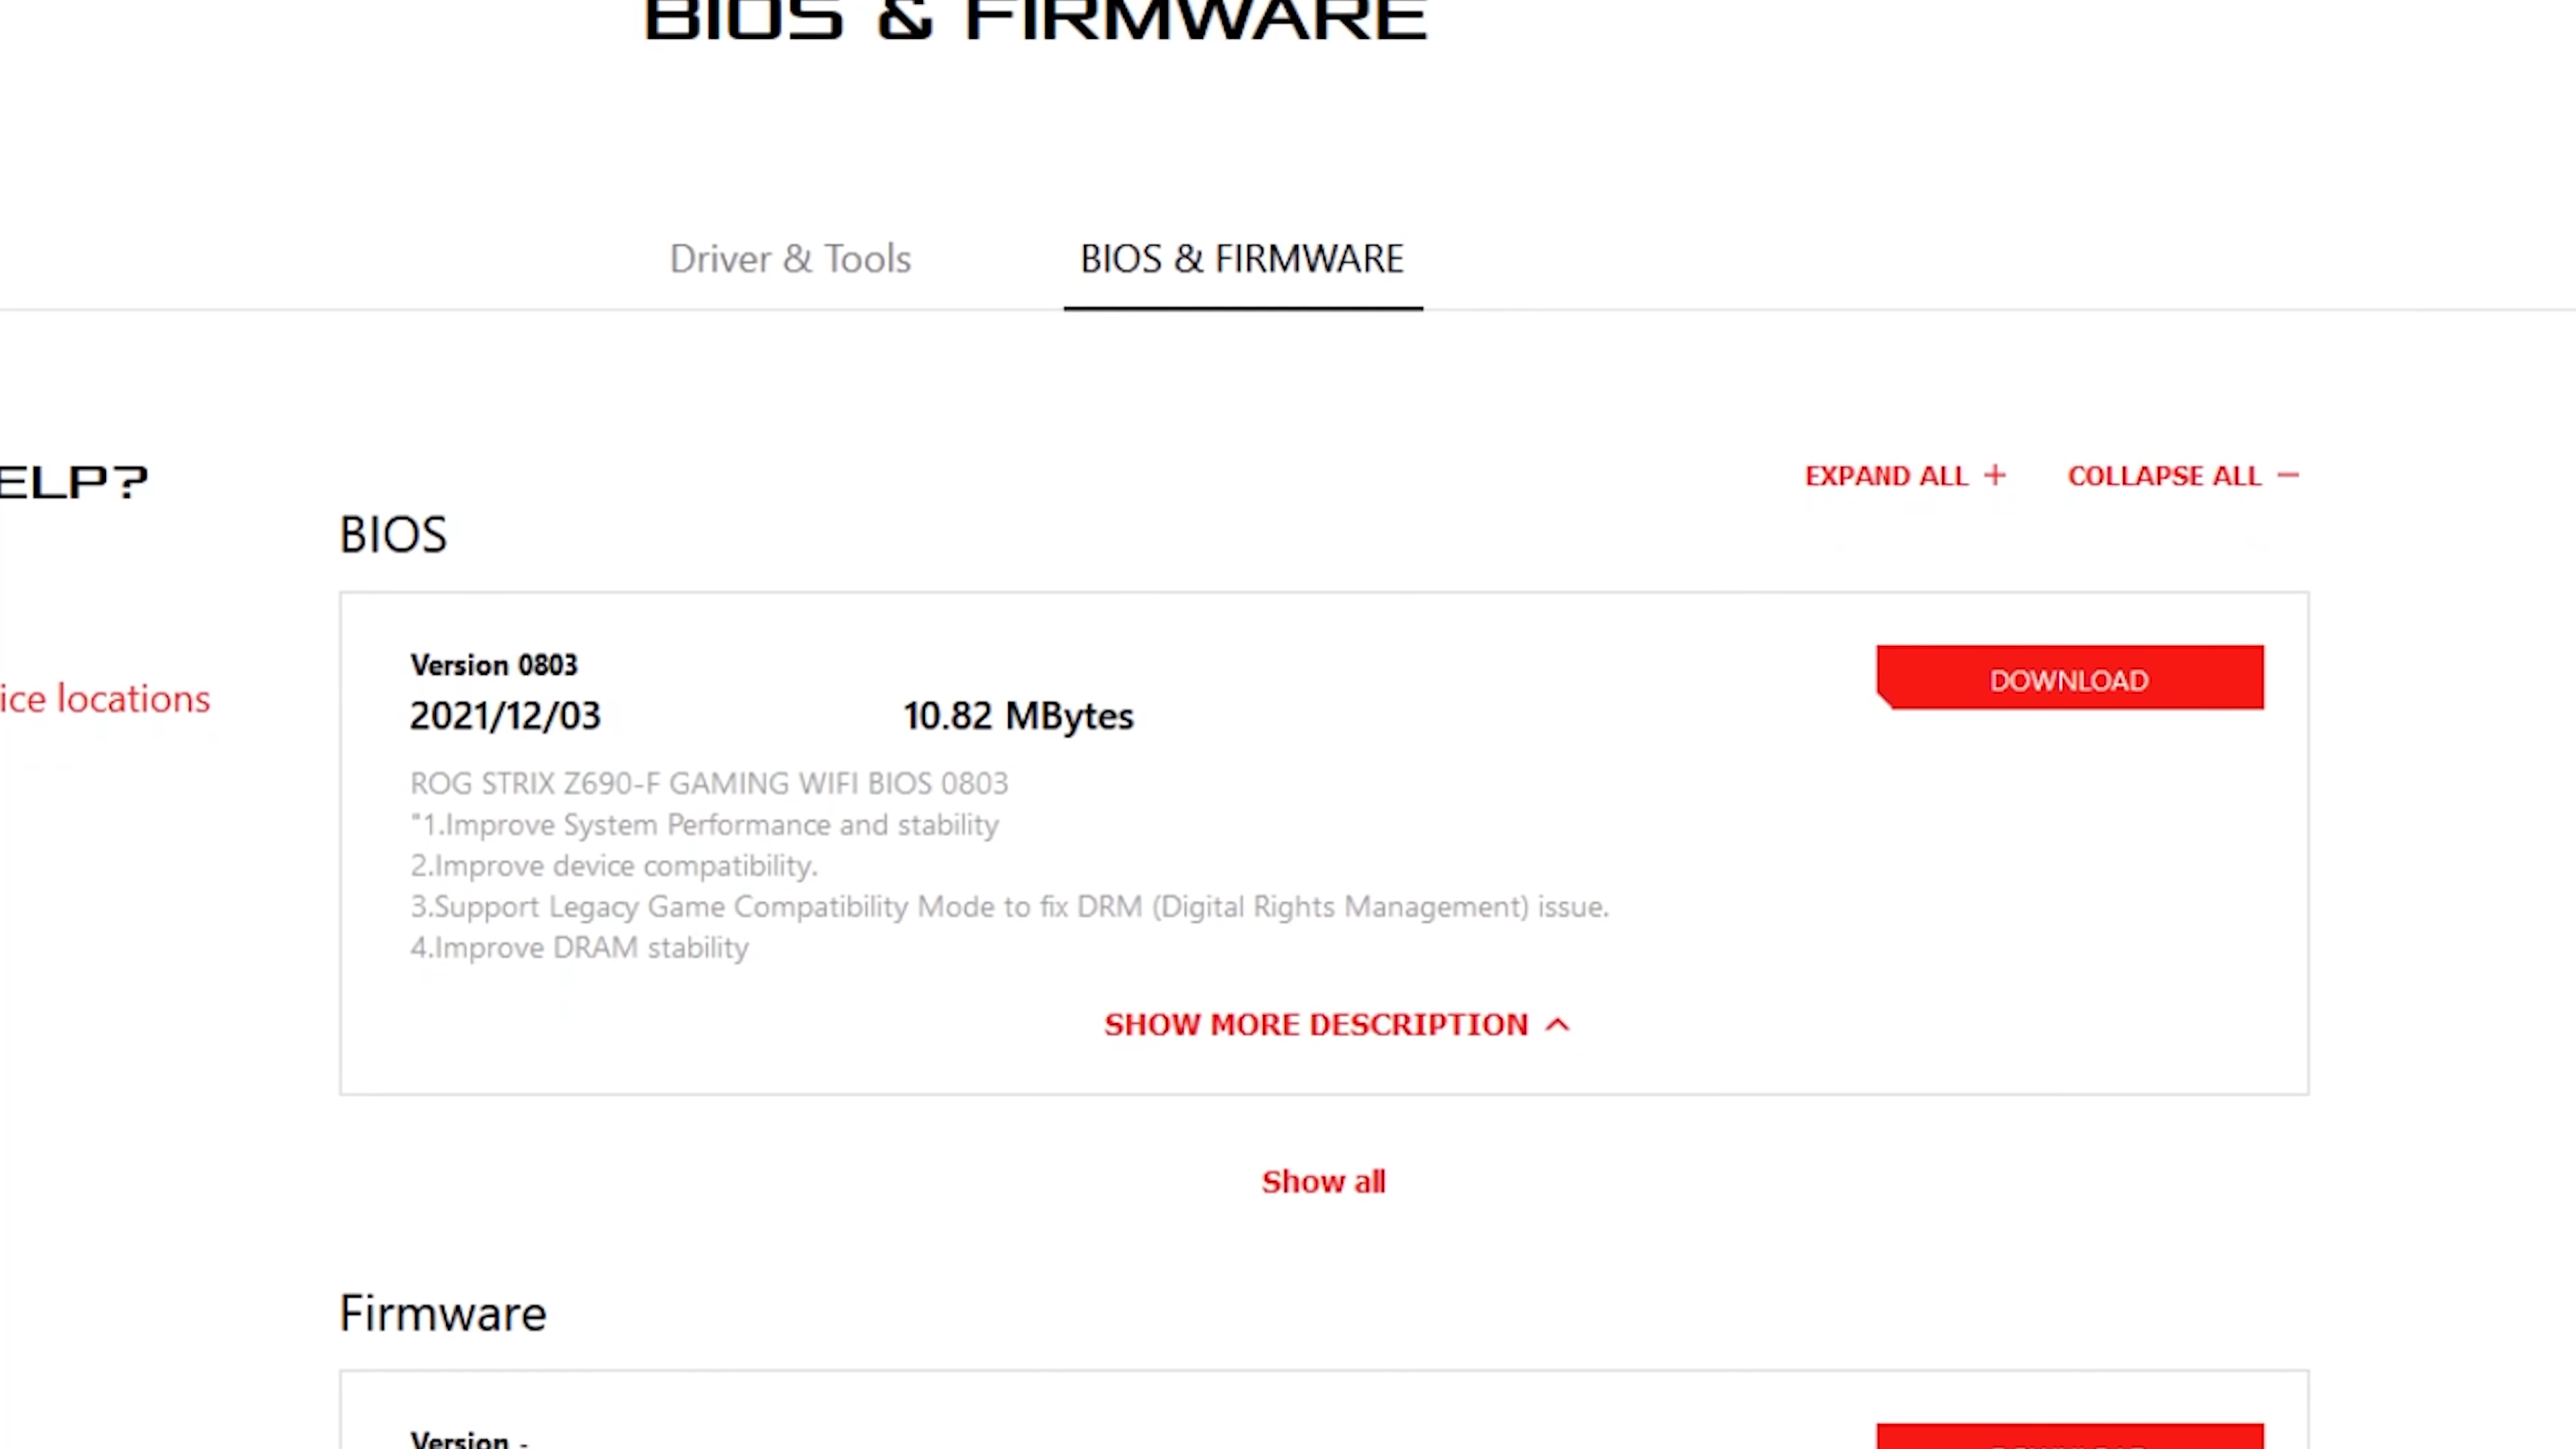 BIOS & FIRMWARE
Driver & Tools
BIOS & FIRMWARE
ELP?
EXPAND ALL +
COLLAPSE ALL −
BIOS
Version 0803
2021/12/03
10.82 MBytes
DOWNLOAD
ice locations
ROG STRIX Z690-F GAMING WIFI BIOS 0803
"1.Improve System Performance and stability
2.Improve device compatibility.
3.Support Legacy Game Compatibility Mode to fix DRM (Digital Rights Management) issue.
4.Improve DRAM stability
SHOW MORE DESCRIPTION
Show all
Firmware
Version -